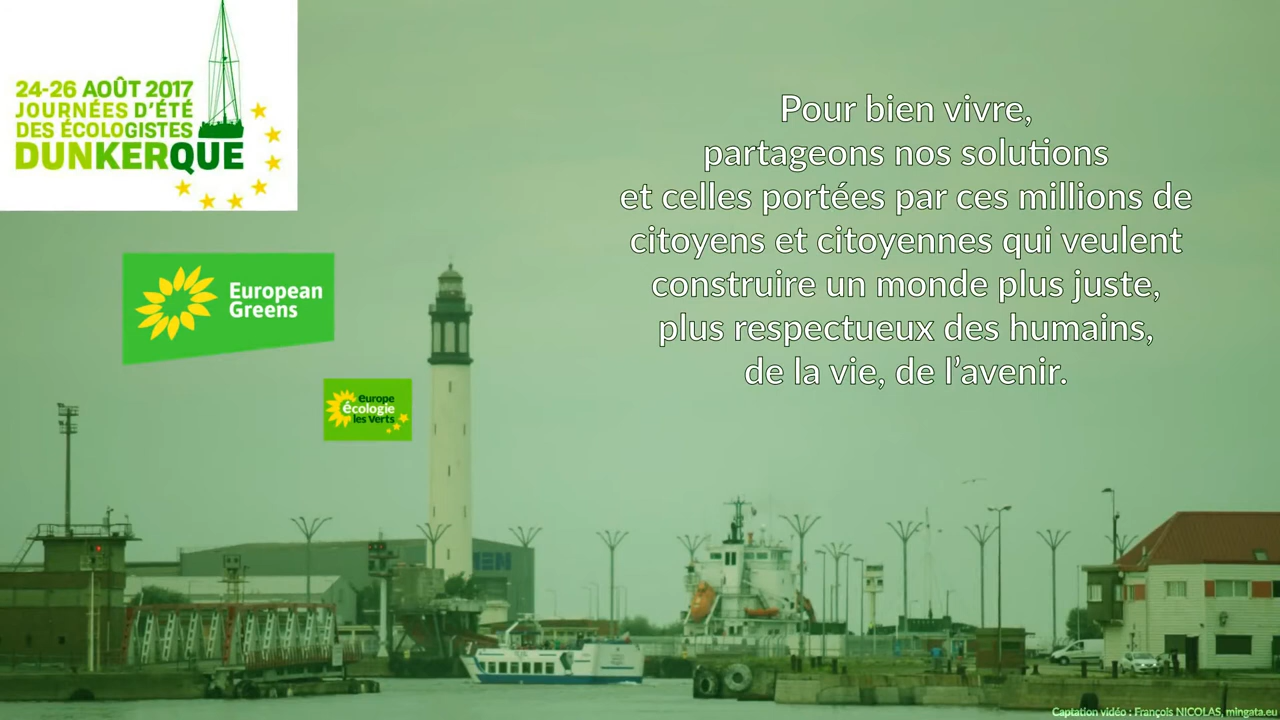 24-26 AOÛT 2017
JOURNÉES D'ÉTÉ
DES ÉCOLOGISTES
DUNKERQUE
European
Greens
europe
écologie
les Verts
Pour bien vivre,
partageons nos solutions
et celles portées par ces millions de
citoyens et citoyennes qui veulent
construire un monde plus juste,
plus respectueux des humains,
de la vie, de l’avenir.
Captation vidéo : François NICOLAS, mingata.eu